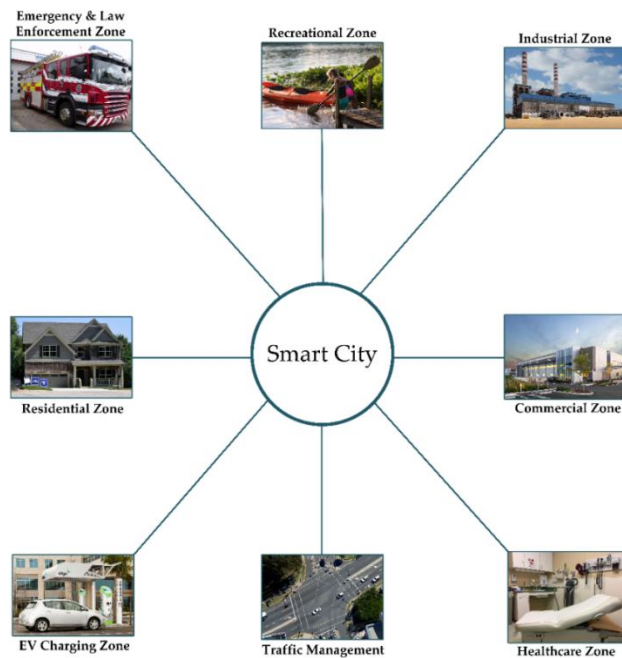 Emergency & Law
Enforcement Zone
Recreational Zone
Industrial Zone
Smart City
Residential Zone
Commercial Zone
EV Charging Zone
Traffic Management
Healthcare Zone